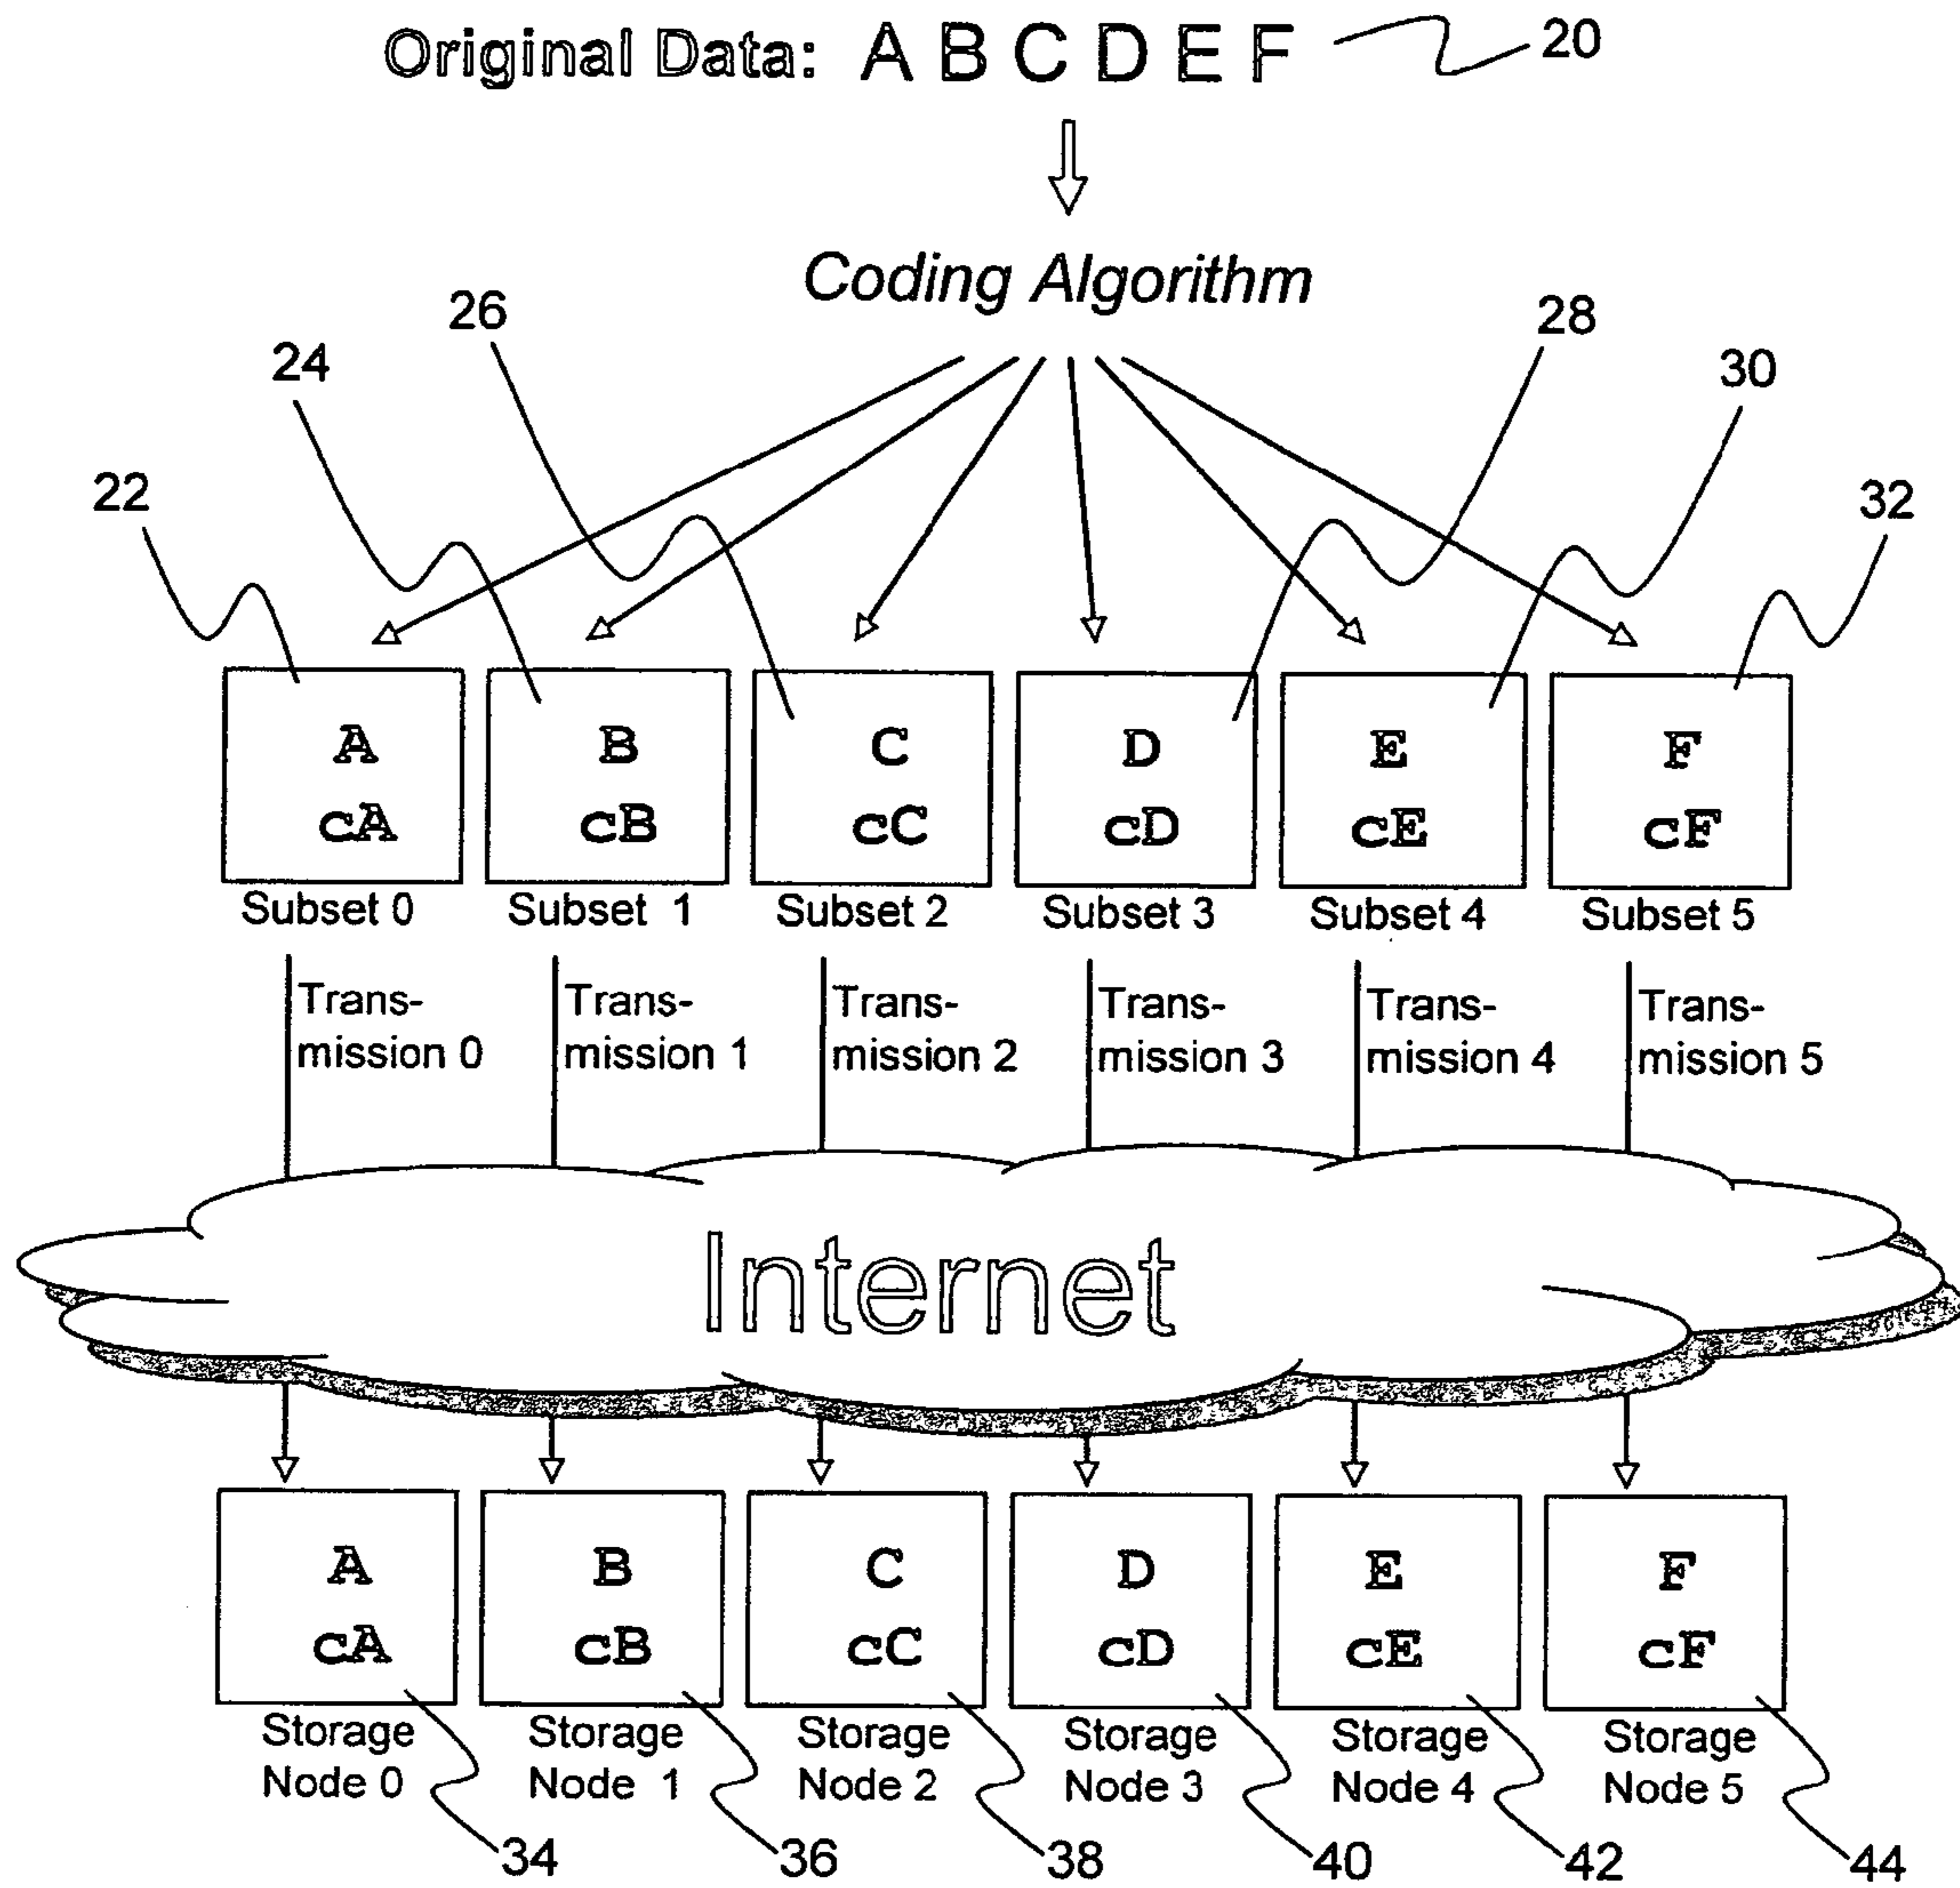 Original Data: A B C D E F 20
Coding Algorithm
26 28
24 30
22 32
A B C D E F
cA cB cC cD cE cF
Subset 0 Subset 1 Subset 2 Subset 3 Subset 4 Subset 5
Trans- Trans- Trans- Trans- Trans- Trans-
mission 0 mission 1 mission 2 mission 3 mission 4 mission 5
Internet
A B C D E F
cA cB cC cD cE cF
Storage Storage Storage Storage Storage Storage
Node 0 Node 1 Node 2 Node 3 Node 4 Node 5
34 36 38 40 42 44